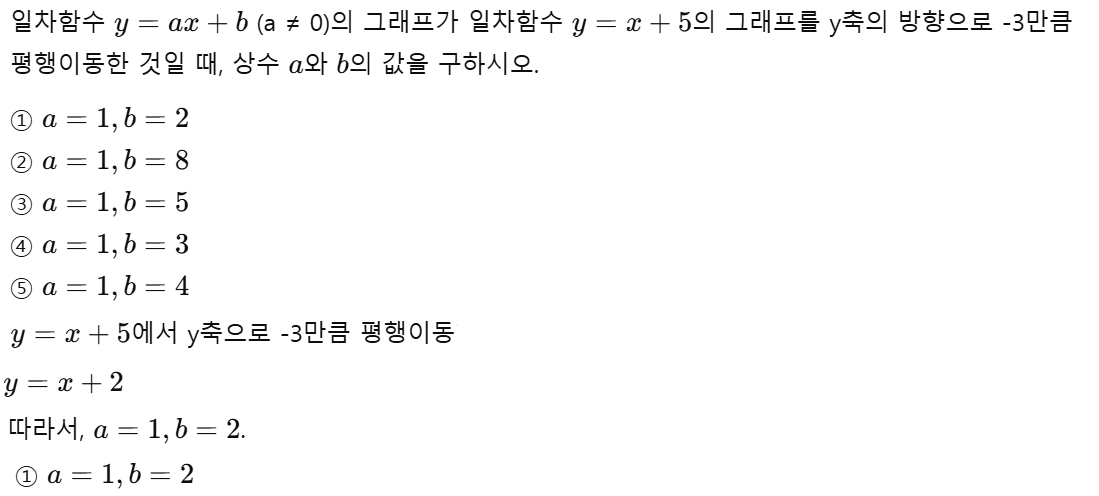 일차함수 y = ax + b (a ≠ 0)의 그래프가 일차함수 y = x + 5의 그래프를 y축의 방향으로 -3만큼
평행이동한 것일 때, 상수 a와 b의 값을 구하시오.
① a = 1, b = 2
② a = 1, b = 8
③ a = 1, b = 5
④ a = 1, b = 3
⑤ a = 1, b = 4
y = x + 5에서 y축으로 -3만큼 평행이동
y = x + 2
따라서, a = 1, b = 2.
① a = 1, b = 2